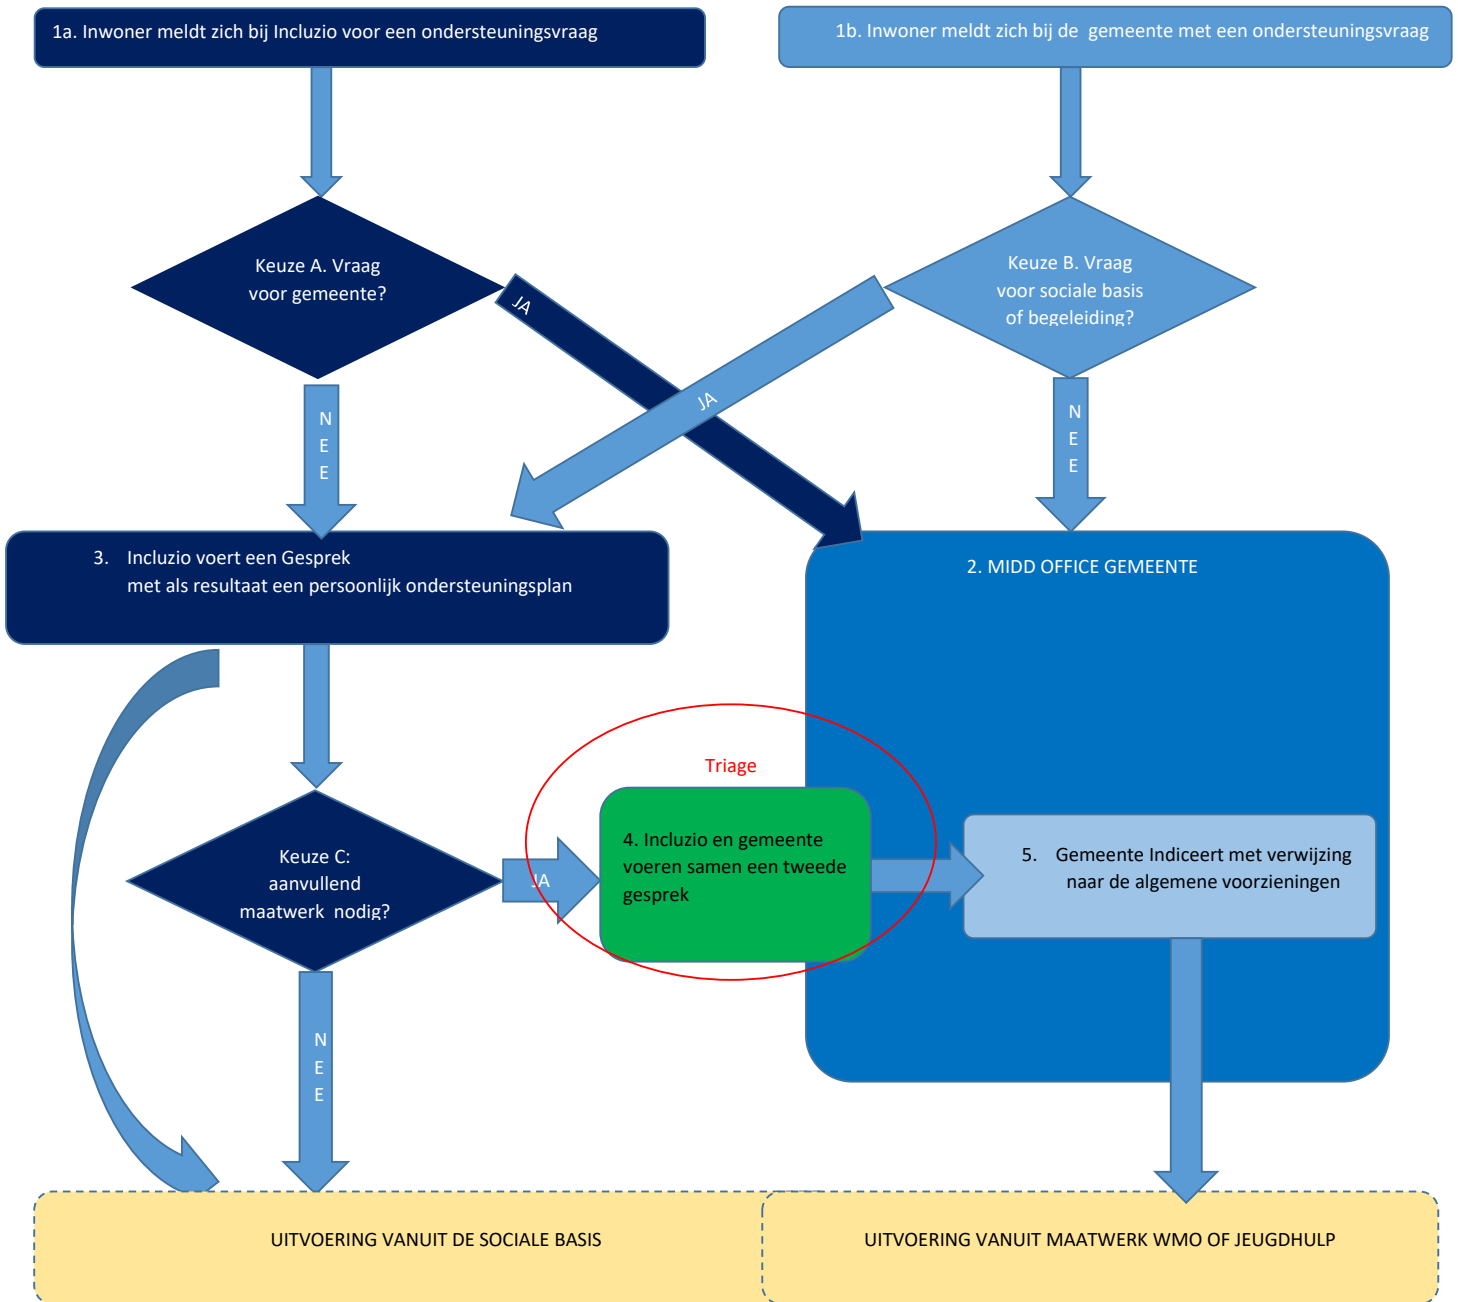 1a. Inwoner meldt zich bij Incluzio voor een ondersteuningsvraag
1b. Inwoner meldt zich bij de gemeente met een ondersteuningsvraag
Keuze A. Vraag
voor gemeente?
JA
Keuze B. Vraag
voor sociale basis
of begeleiding?
JA
N
E
E
N
E
E
3. Incluzio voert een Gesprek
met als resultaat een persoonlijk ondersteuningsplan
2. MIDD OFFICE GEMEENTE
Triage
Keuze C:
aanvullend
maatwerk nodig?
JA
4. Incluzio en gemeente
voeren samen een tweede
gesprek
5. Gemeente Indiceert met verwijzing
naar de algemene voorzieningen
N
E
E
UITVOERING VANUIT DE SOCIALE BASIS
UITVOERING VANUIT MAATWERK WMO OF JEUGDHULP